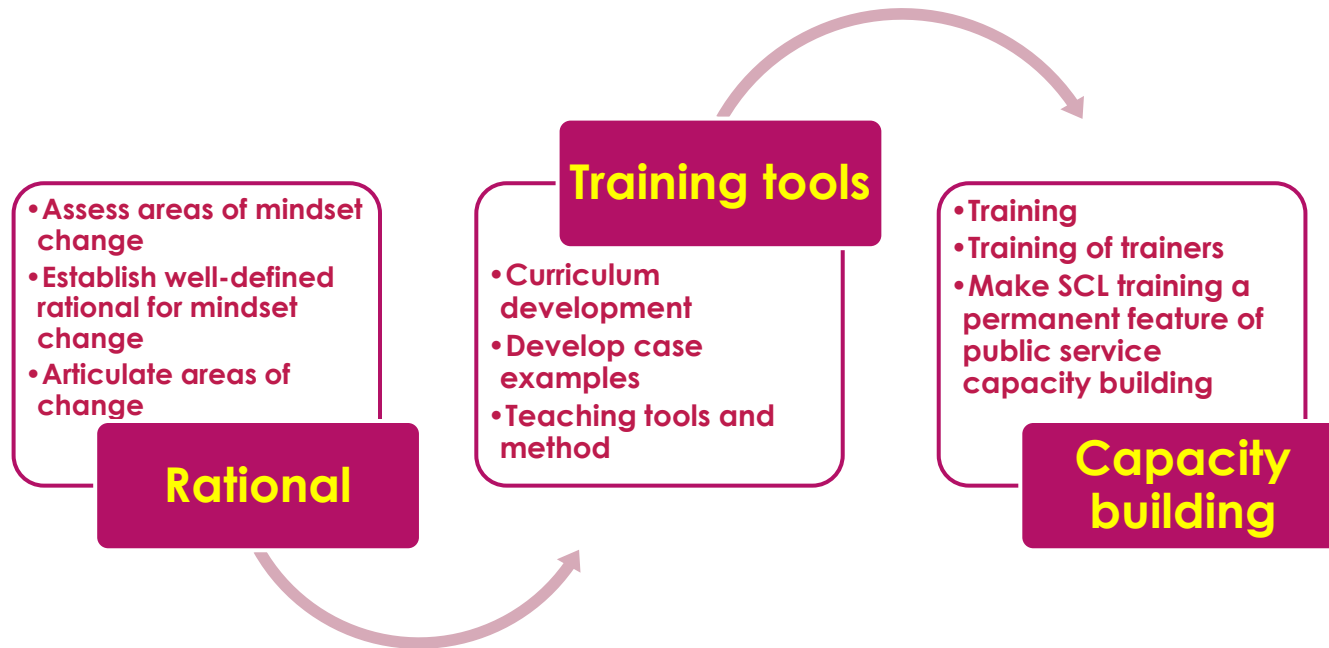 •Assess areas of mindset
change
•Establish well-defined
rational for mindset
change
•Articulate areas of
change
Rational
Training tools
•Curriculum
development
•Develop case
examples
•Teaching tools and
method
•Training
•Training of trainers
•Make SCL training a
permanent feature of
public service
capacity building
Capacity
building